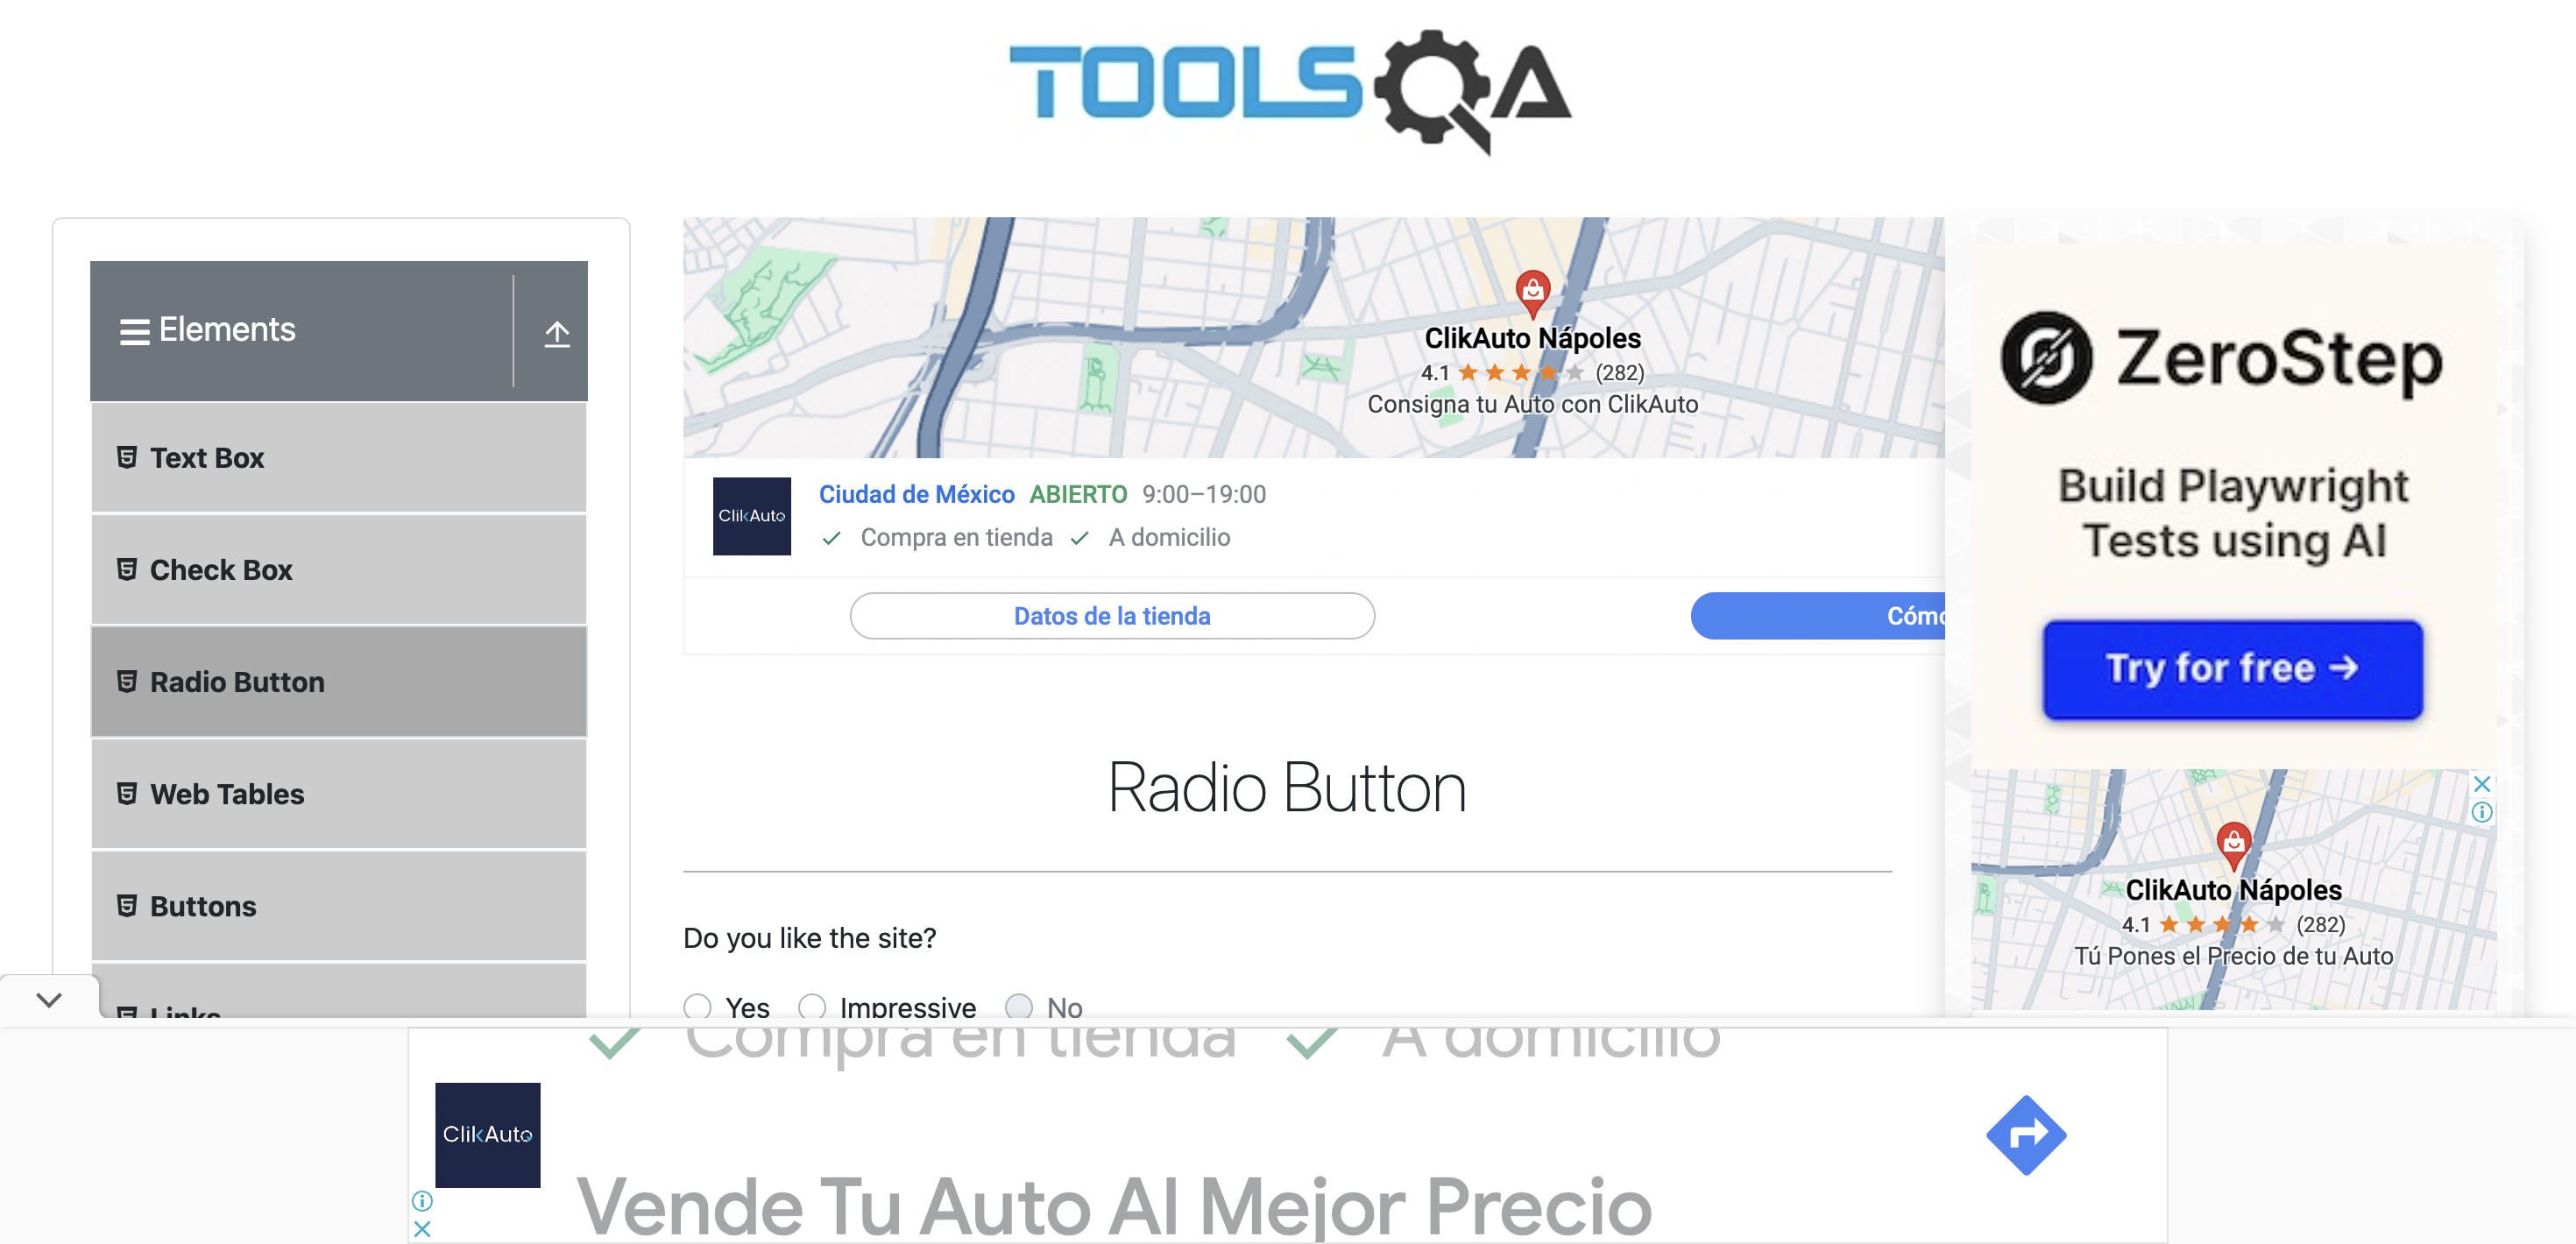 TOOLSQA
Elements
Text Box
Check Box
Radio Button
Web Tables
Buttons
Links
ClikAuto Nápoles
4.1 (282)
Consigna tu Auto con ClikAuto
ClikAuto
Ciudad de México ABIERTO 9:00–19:00
Compra en tienda A domicilio
Datos de la tienda
Cómo
Radio Button
Do you like the site?
Yes Impressive No
ZeroStep
Build Playwright
Tests using AI
Try for free →
ClikAuto Nápoles
4.1 (282)
Tú Pones el Precio de tu Auto
Compra en tienda A domicilio
ClikAuto
Vende Tu Auto Al Mejor Precio